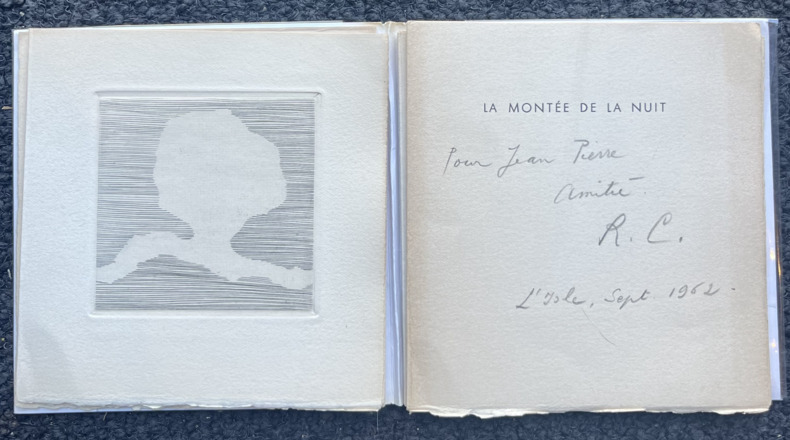 LA MONTÉE DE LA NUIT
Pour Jean Pierre
Amitié.
R. C.
L'Isle, Sept 1962.